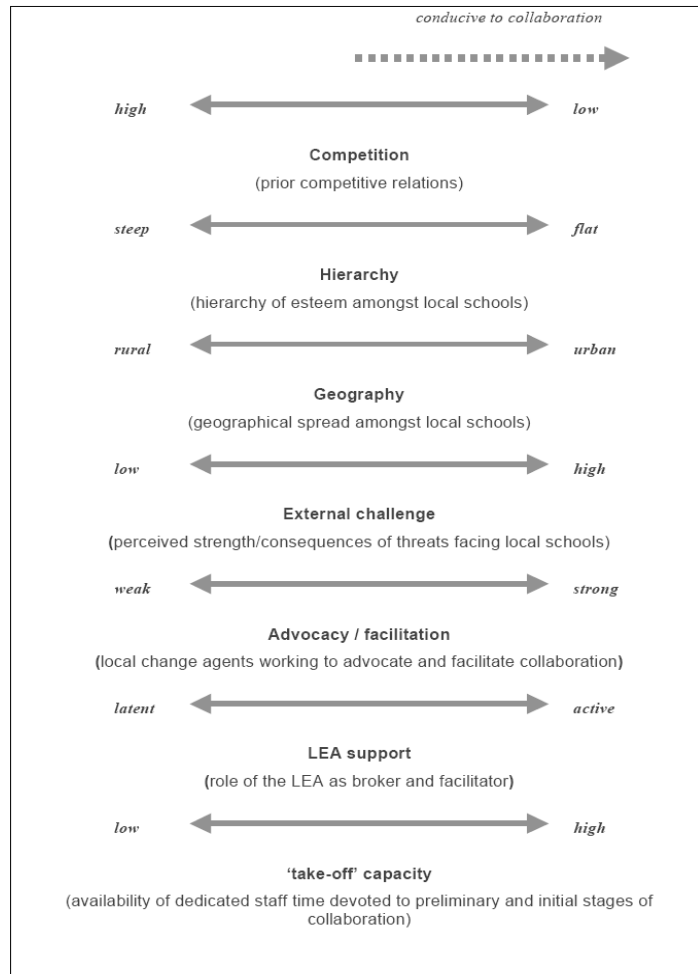 conducive to collaboration
high low
Competition
(prior competitive relations)
steep flat
Hierarchy
(hierarchy of esteem amongst local schools)
rural urban
Geography
(geographical spread amongst local schools)
low high
External challenge
(perceived strength/consequences of threats facing local schools)
weak strong
Advocacy / facilitation
(local change agents working to advocate and facilitate collaboration)
latent active
LEA support
(role of the LEA as broker and facilitator)
low high
‘take-off’ capacity
(availability of dedicated staff time devoted to preliminary and initial stages of
collaboration)